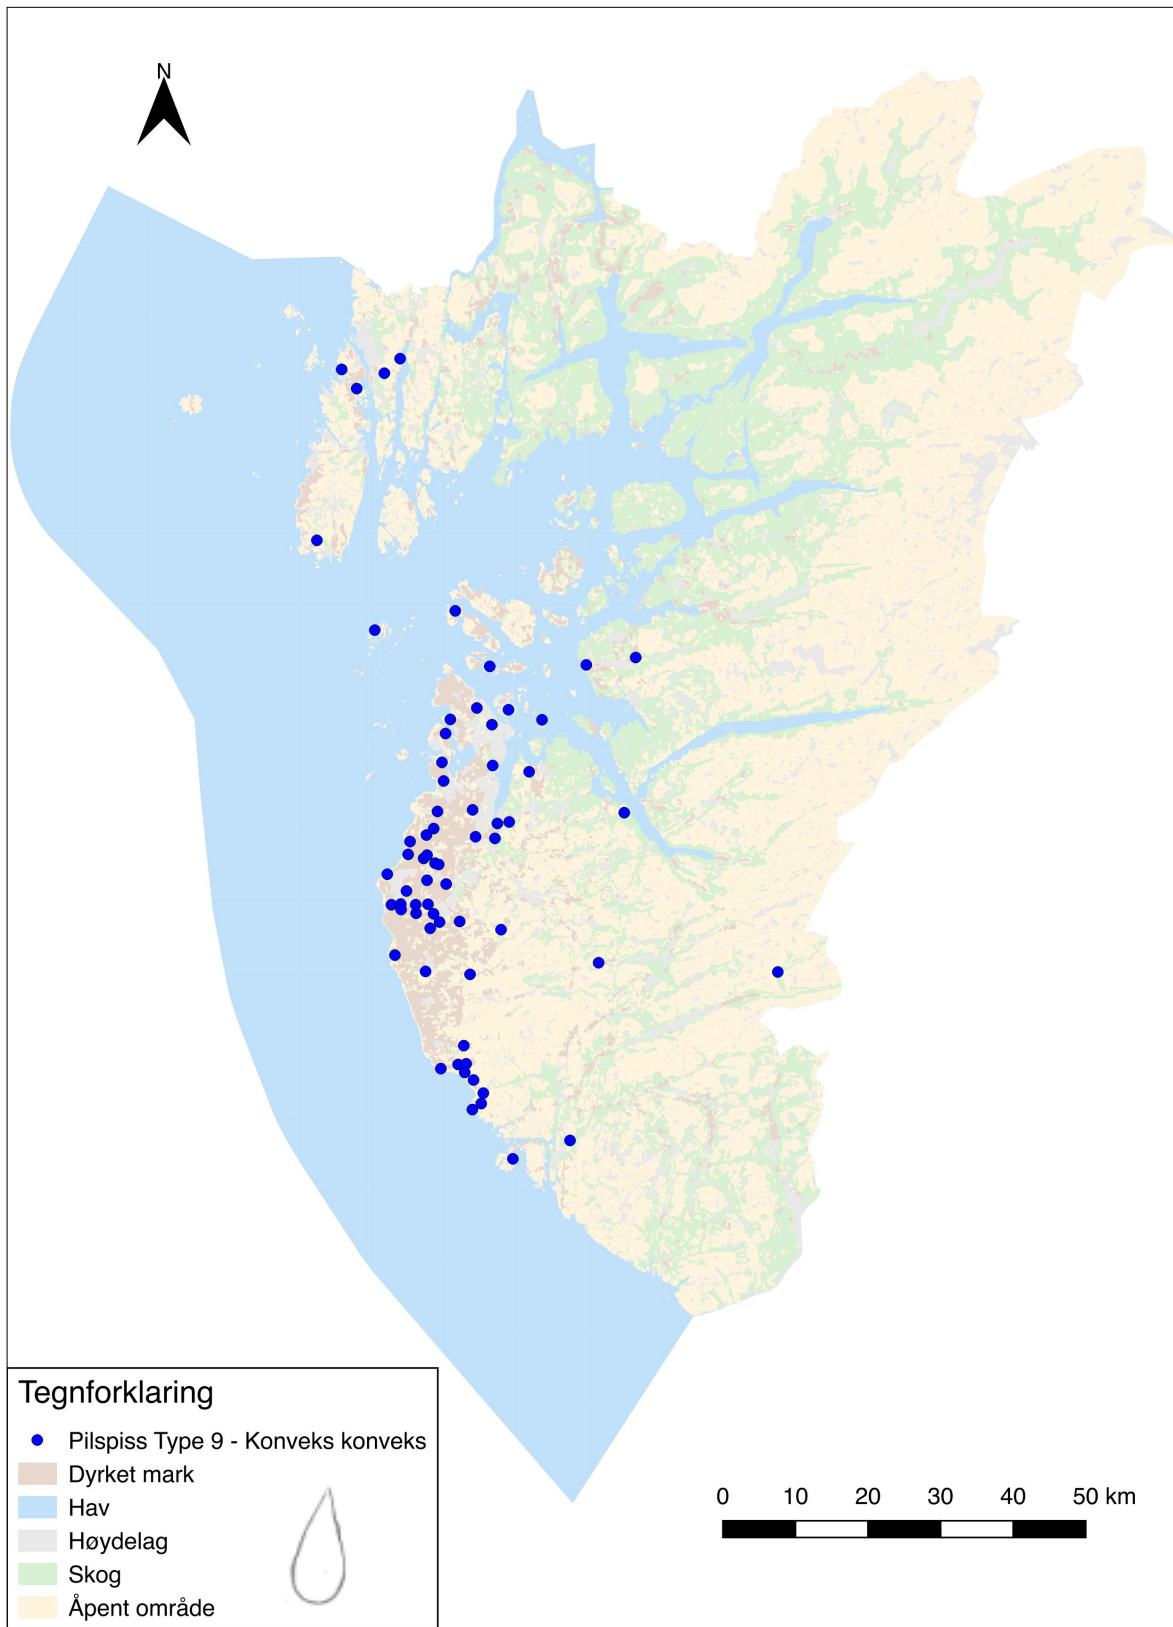 N
Tegnforklaring
Pilspiss Type 9 - Konveks konveks
Dyrket mark
Hav
Høydelag
Skog
Åpent område
0 10 20 30 40 50 km